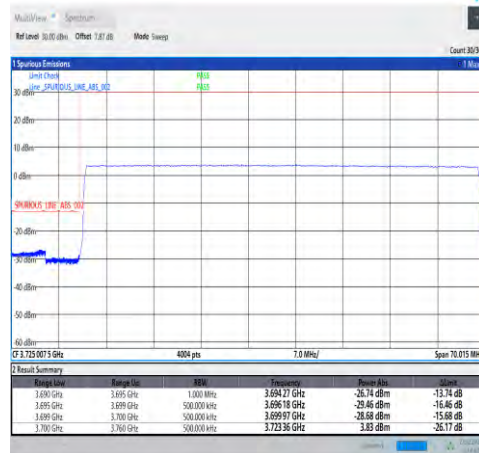 MultiView Spectrum
Ref Level 30.00 dBm Offset 7.87 dB Mode Sweep
Count 30/30
1 Spurious Emissions 1 Max
Limit Check PASS
Line _SPURIOUS_LINE_ABS_002 PASS
30 dBm
20 dBm
10 dBm
0 dBm
SPURIOUS_LINE_ABS_002
-20 dBm
-30 dBm
-40 dBm
-50 dBm
-60 dBm
CF 3.725 007 5 GHz 4004 pts 7.0 MHz/ Span 70.015 MH
2 Result Summary
Range Low Range Up RBW Frequency Power Abs ΔLimit
3.690 GHz 3.695 GHz 1.000 MHz 3.694 27 GHz -26.74 dBm -13.74 dB
3.695 GHz 3.699 GHz 500.000 kHz 3.696 18 GHz -29.46 dBm -16.46 dB
3.699 GHz 3.700 GHz 500.000 kHz 3.699 97 GHz -28.68 dBm -15.68 dB
3.700 GHz 3.760 GHz 500.000 kHz 3.723 36 GHz 3.83 dBm -26.17 dB